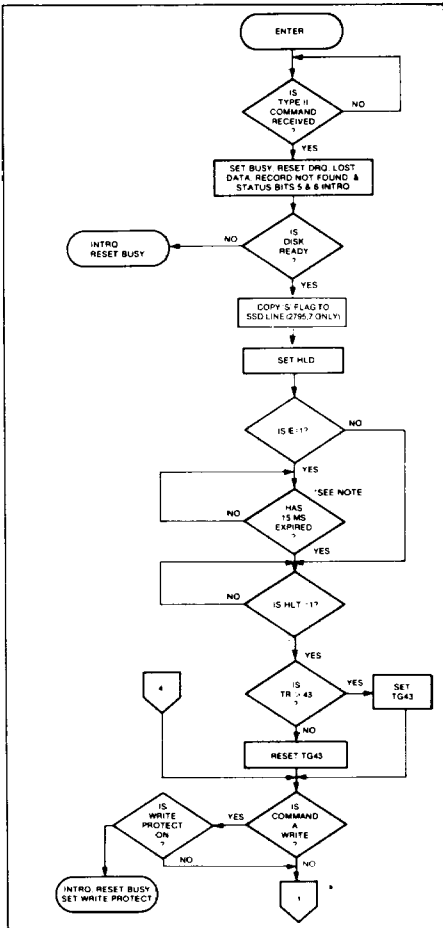 ENTER
IS
TYPE II
COMMAND
RECEIVED
?
NO
YES
SET BUSY, RESET DRQ, LOST
DATA, RECORD NOT FOUND, &
STATUS BITS 5 & 6 INTRQ
IS
DISK
READY
?
NO
INTRQ
RESET BUSY
YES
COPY 'S' FLAG TO
SSD LINE (2795,7 ONLY)
SET HLD
IS E=1?
NO
YES
*SEE NOTE
HAS
15 MS
EXPIRED
?
NO
YES
NO
IS HLT=1?
YES
4
IS
TR > 43
?
YES
SET
TG43
NO
RESET TG43
IS
WRITE
PROTECT
ON
?
YES
IS
COMMAND
A
WRITE
?
NO
NO
YES
INTRQ, RESET BUSY
SET WRITE PROTECT
1